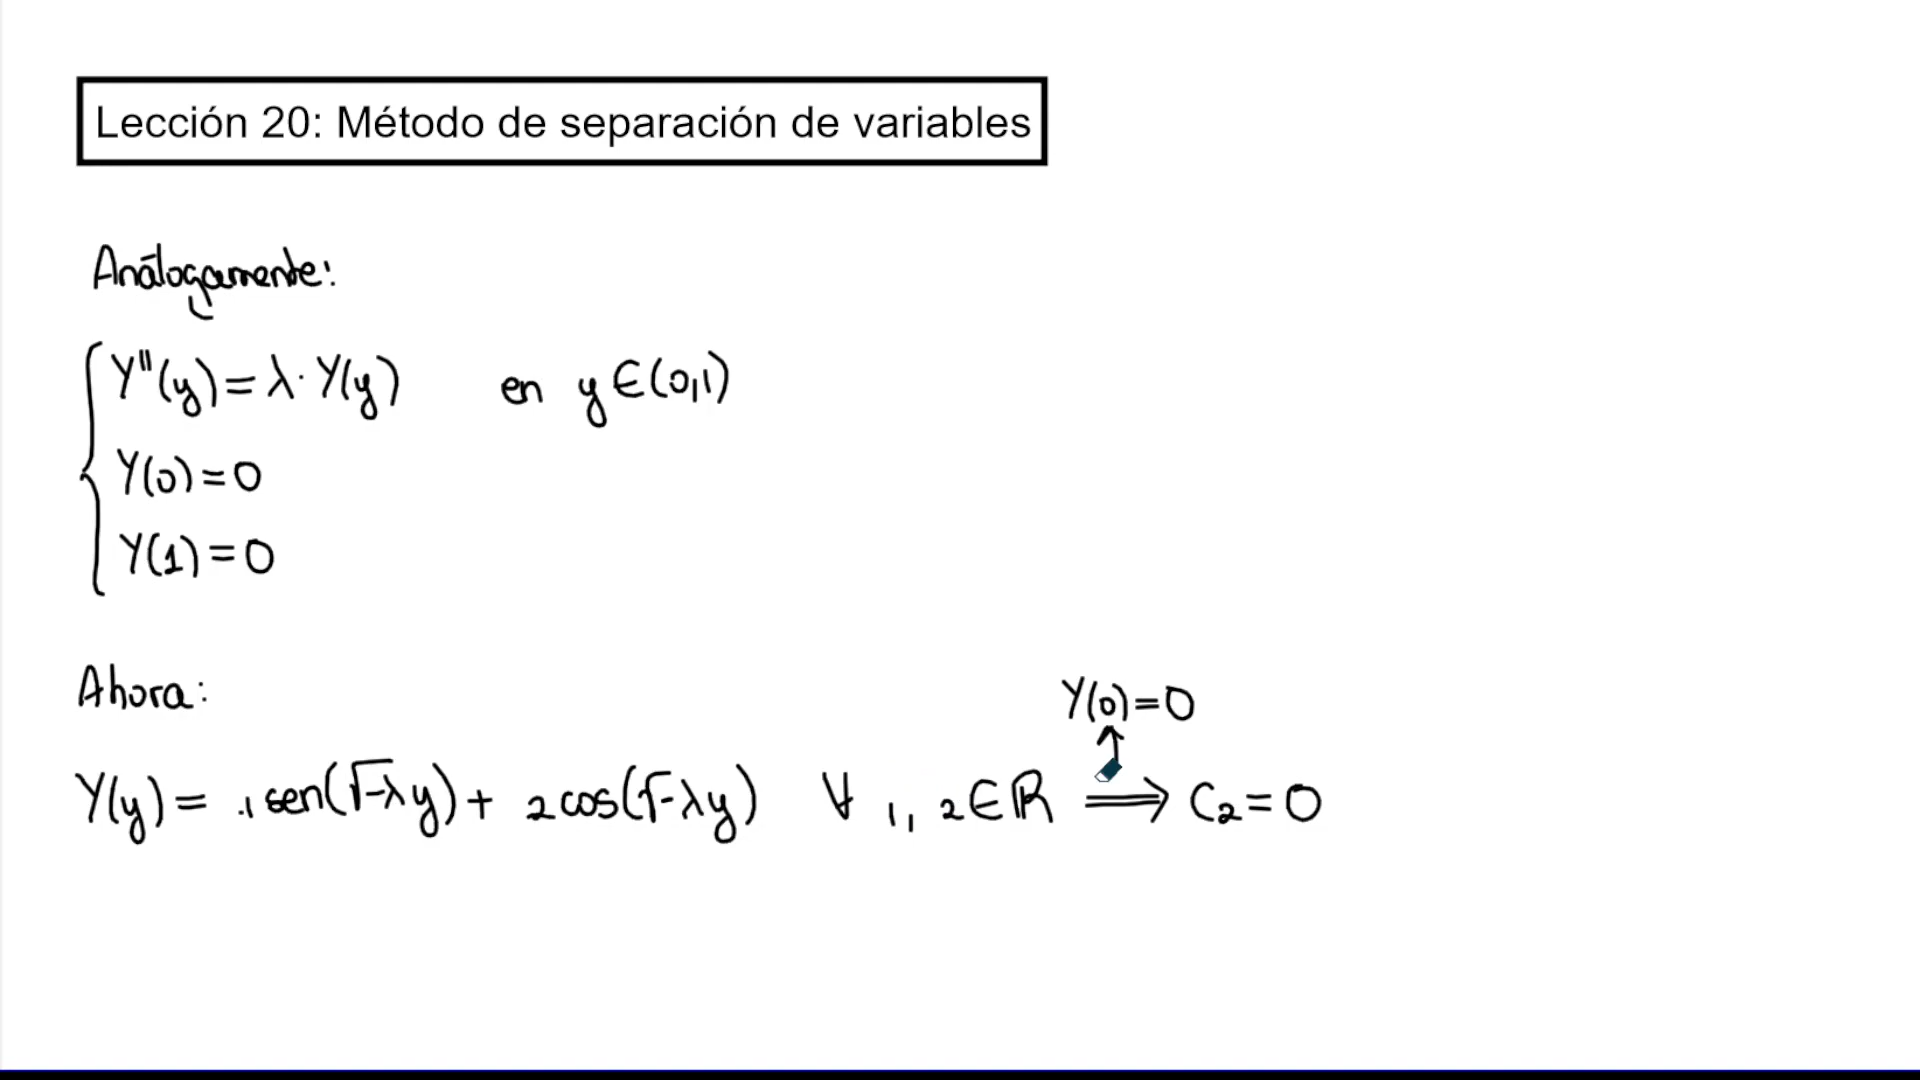 Lección 20: Método de separación de variables
Análogamente:
Y''(y) = λ· Y(y) en y ∈ (0,1)
Y(0) = 0
Y(1) = 0
Ahora:
Y(0) = 0
↑
Y(y) = ₁ sen(√-λ y) + ₂ cos(√-λ y) ∀ ₁, ₂ ∈ ℝ ⟹ C₂ = 0